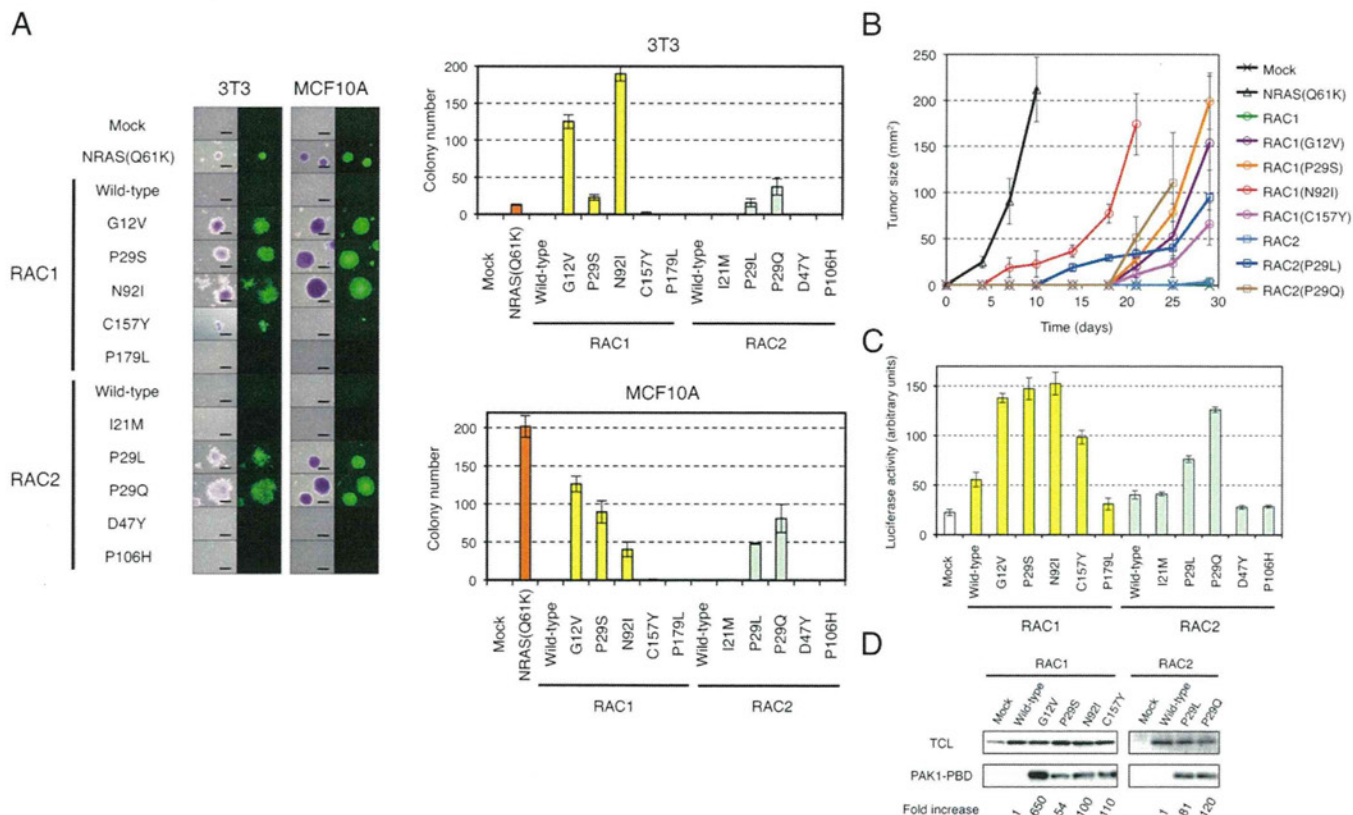 A
3T3
MCF10A
Mock
NRAS(Q61K)
RAC1
Wild-type
G12V
P29S
N92I
C157Y
P179L
RAC2
Wild-type
I21M
P29L
P29Q
D47Y
P106H
3T3
Colony number
200
150
100
50
0
Mock
NRAS(Q61K)
Wild-type
G12V
P29S
N92I
C157Y
P179L
Wild-type
I21M
P29L
P29Q
D47Y
P106H
RAC1
RAC2
MCF10A
Colony number
200
150
100
50
0
Mock
NRAS(Q61K)
Wild-type
G12V
P29S
N92I
C157Y
P179L
Wild-type
I21M
P29L
P29Q
D47Y
P106H
RAC1
RAC2
B
Tumor size (mm²)
250
200
150
100
50
0
0 5 10 15 20 25 30
Time (days)
Mock
NRAS(Q61K)
RAC1
RAC1(G12V)
RAC1(P29S)
RAC1(N92I)
RAC1(C157Y)
RAC2
RAC2(P29L)
RAC2(P29Q)
C
Luciferase activity (arbitrary units)
150
100
50
0
Mock
Wild-type
G12V
P29S
N92I
C157Y
P179L
Wild-type
I21M
P29L
P29Q
D47Y
P106H
RAC1
RAC2
D
RAC1
RAC2
Mock Wild-type G12V P29S N92I C157Y
Mock Wild-type P29L P29Q
TCL
PAK1-PBD
Fold increase 1 650 54 100 110 1 81 120